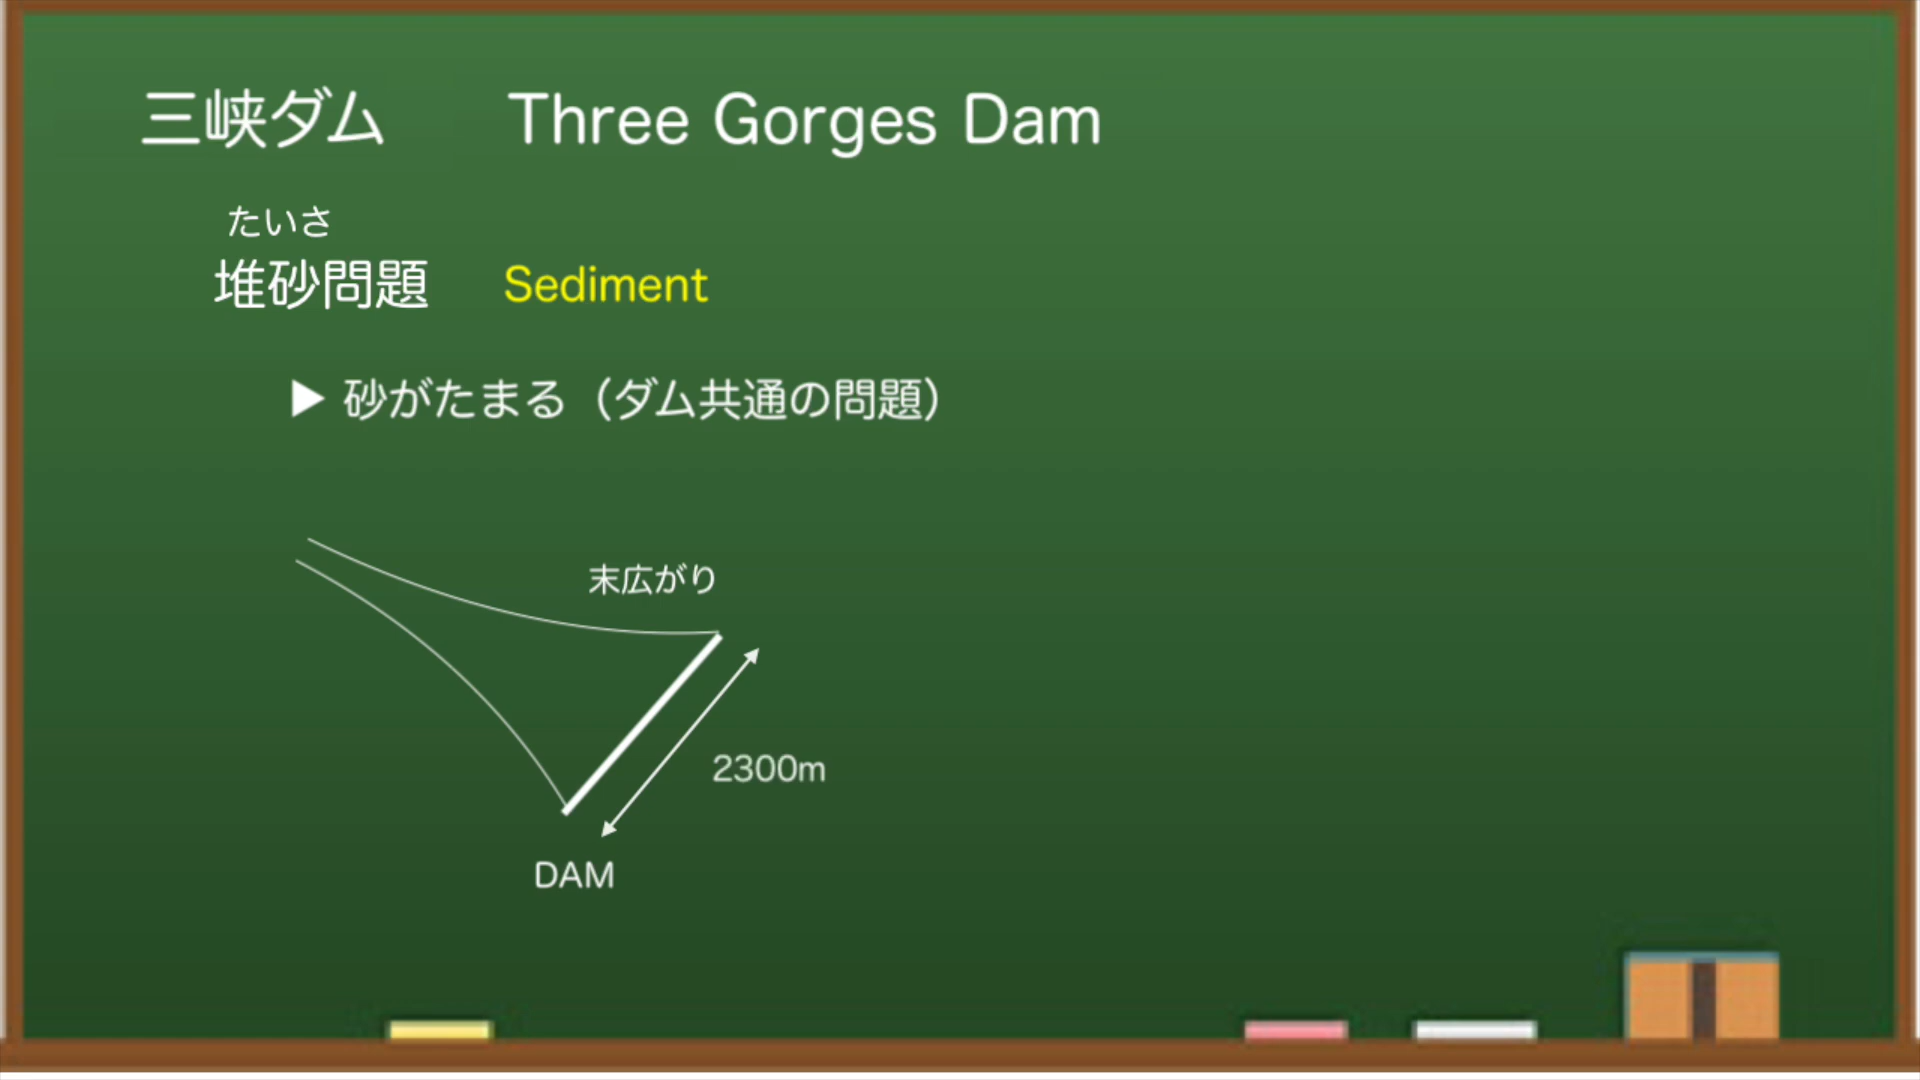 三峡ダム Three Gorges Dam
たいさ
堆砂問題 Sediment
▶ 砂がたまる（ダム共通の問題）
末広がり
2300m
DAM